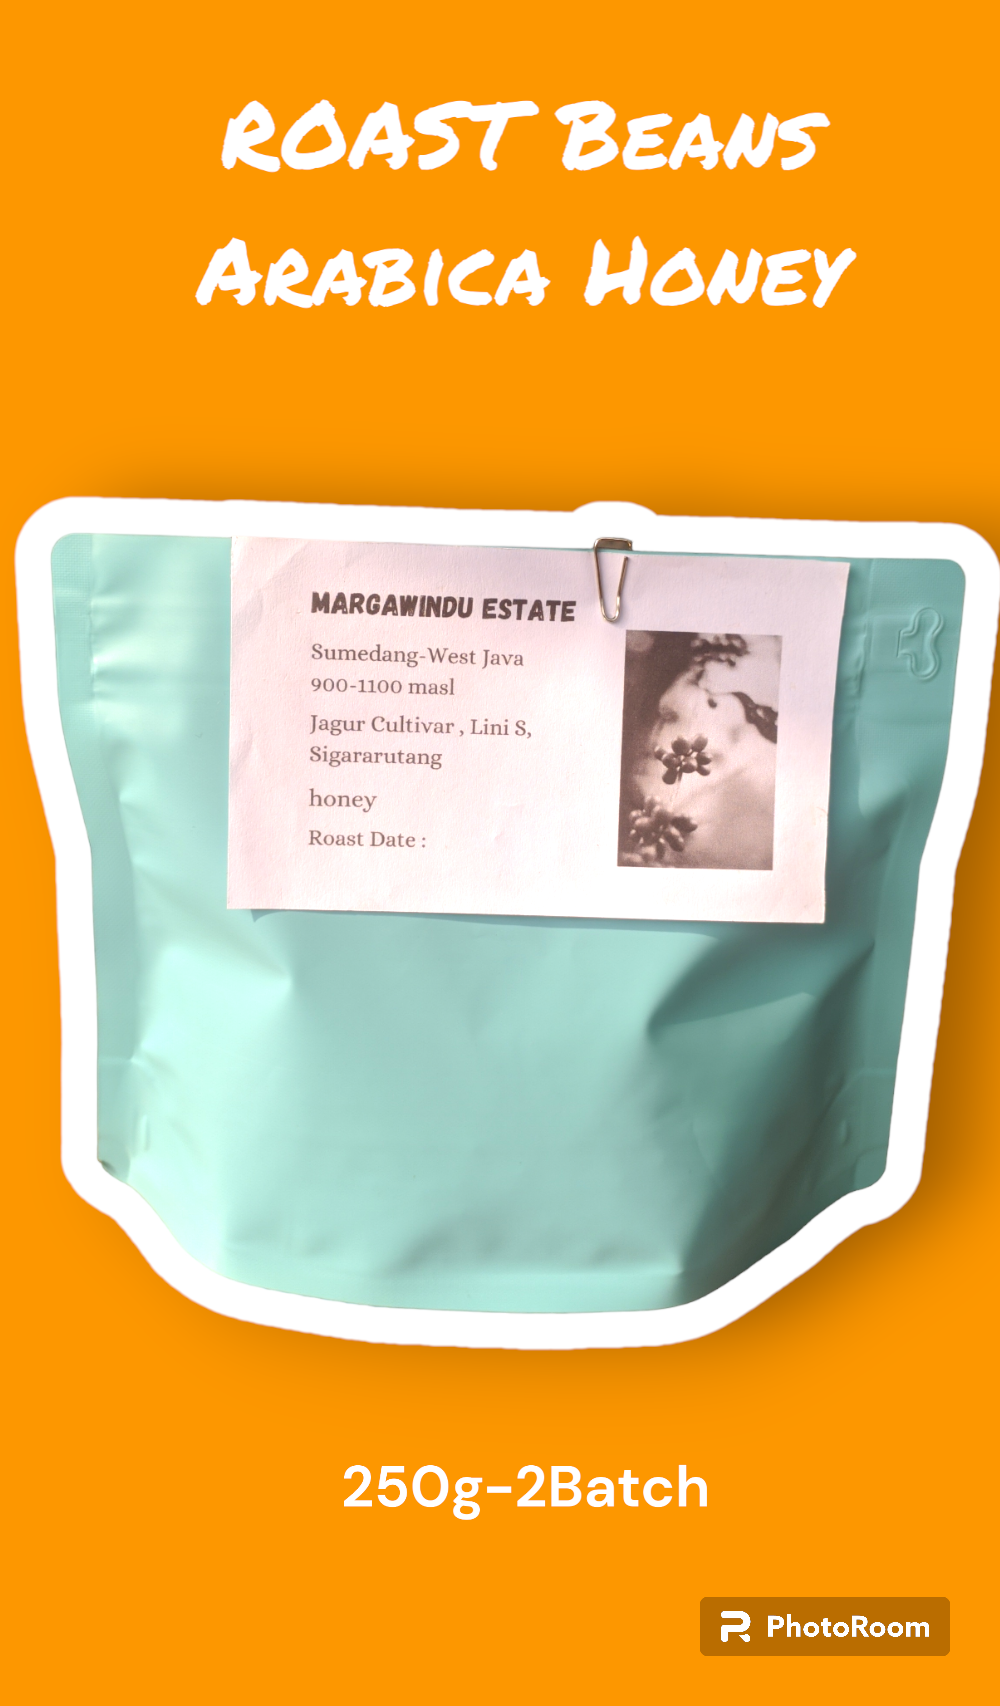 ROAST BEANS
ARABICA HONEY
MARGAWINDU ESTATE
Sumedang-West Java
900-1100 masl
Jagur Cultivar , Lini S,
Sigararutang
honey
Roast Date :
250g-2Batch
PhotoRoom